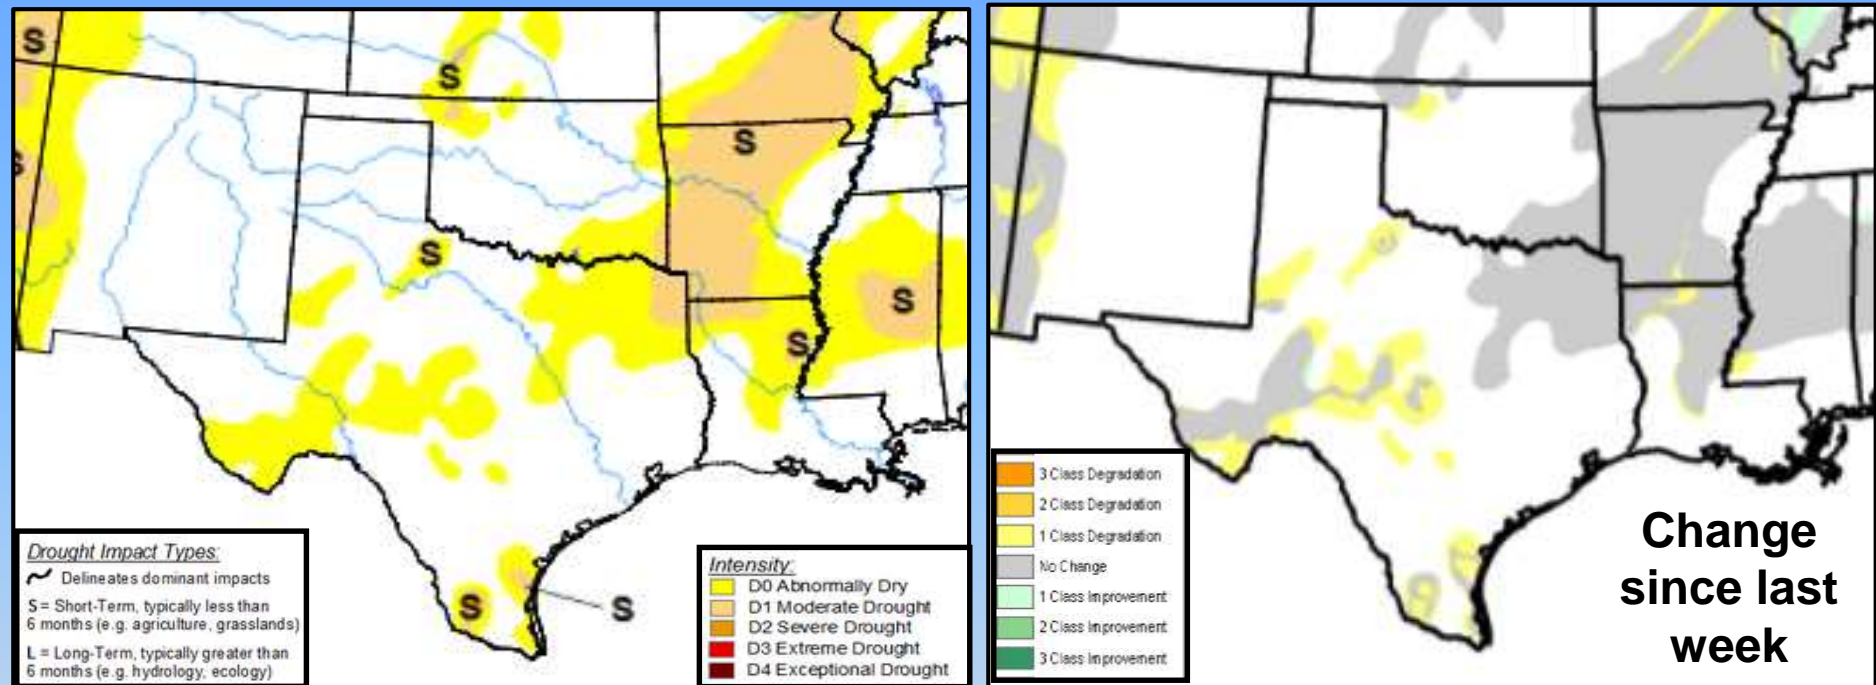 S
S
S
S
S
S
S
S
S
Drought Impact Types:
Delineates dominant impacts
S = Short-Term, typically less than
6 months (e.g. agriculture, grasslands)
L = Long-Term, typically greater than
6 months (e.g. hydrology, ecology)
Intensity:
D0 Abnormally Dry
D1 Moderate Drought
D2 Severe Drought
D3 Extreme Drought
D4 Exceptional Drought
3 Class Degradation
2 Class Degradation
1 Class Degradation
No Change
1 Class Improvement
2 Class Improvement
3 Class Improvement
Change
since last
week